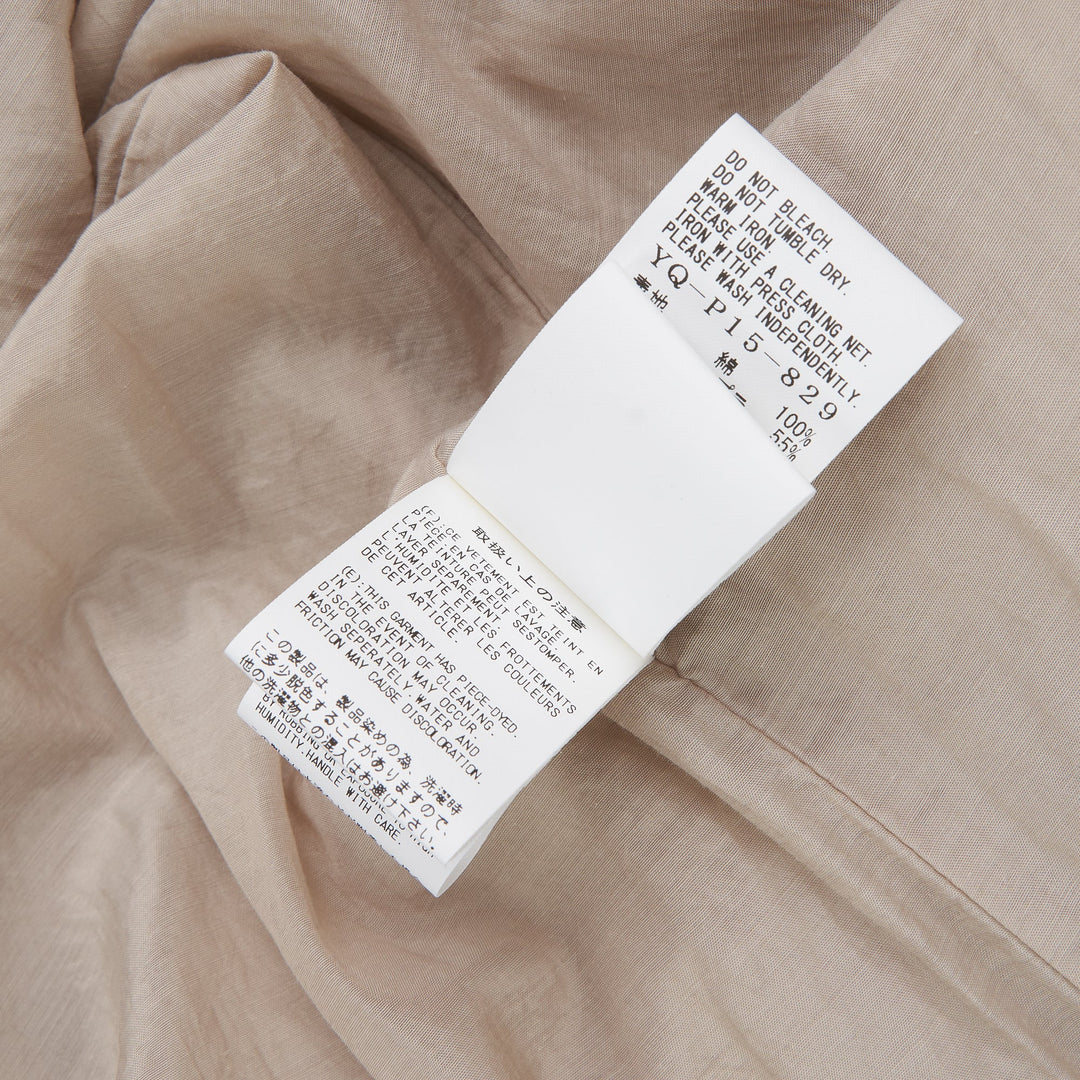 DO NOT BLEACH.
DO NOT TUMBLE DRY.
WARM IRON.
PLEASE USE A CLEANING NET.
IRON WITH PRESS CLOTH.
PLEASE WASH INDEPENDENTLY.
YQ-P15-829
表地
綿 100%
55%
取扱い上の注意
(F):CE VETEMENT EST TEINT EN
PIECE:EN CAS DE LAVAGE,
LA TEINTURE PEUT SESTOMPER.
LAVER SEPAREMENT.
L'HUMIDITE ET LES FROTTEMENTS
PEUVENT ALTERER LES COULEURS
DE CET ARTICLE.
(E):THIS GARMENT HAS PIECE-DYED.
IN THE EVENT OF CLEANING.
DISCOLORATION MAY OCCUR.
WASH SEPERATELY.WATER AND
FRICTION MAY CAUSE DISCOLORATION.
この製品は、製品染めの為、洗濯時
に多少脱色することがありますので、
他の洗濯物との混入はお避け下さい。
HUMIDITY.HANDLE WITH CARE.